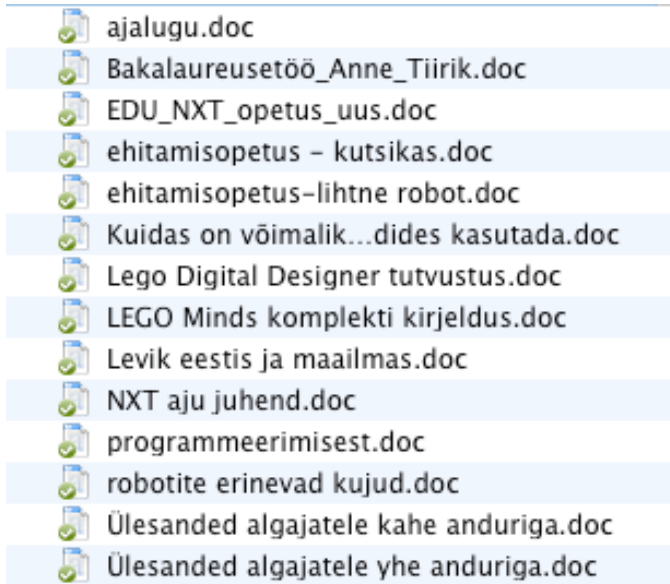 ajalugu.doc
Bakalaureusetöö_Anne_Tiirik.doc
EDU_NXT_opetus_uus.doc
ehitamisopetus – kutsikas.doc
ehitamisopetus–lihtne robot.doc
Kuidas on võimalik...dides kasutada.doc
Lego Digital Designer tutvustus.doc
LEGO Minds komplekti kirjeldus.doc
Levik eestis ja maailmas.doc
NXT aju juhend.doc
programmeerimisest.doc
robotite erinevad kujud.doc
Ülesanded algajatele kahe anduriga.doc
Ülesanded algajatele yhe anduriga.doc